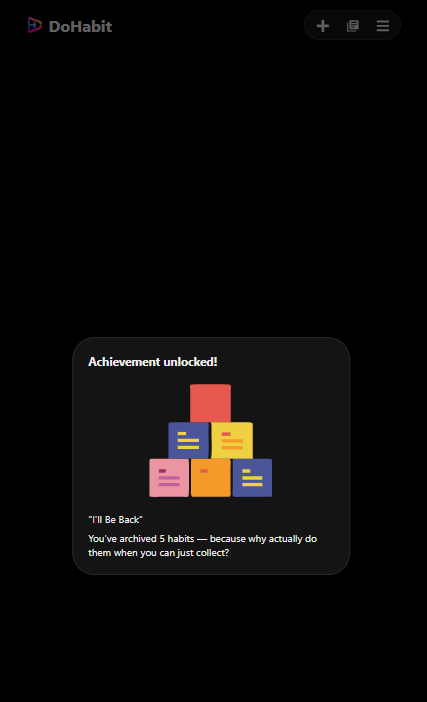 DoHabit
Achievement unlocked!
"I'll Be Back"
You've archived 5 habits — because why actually do
them when you can just collect?